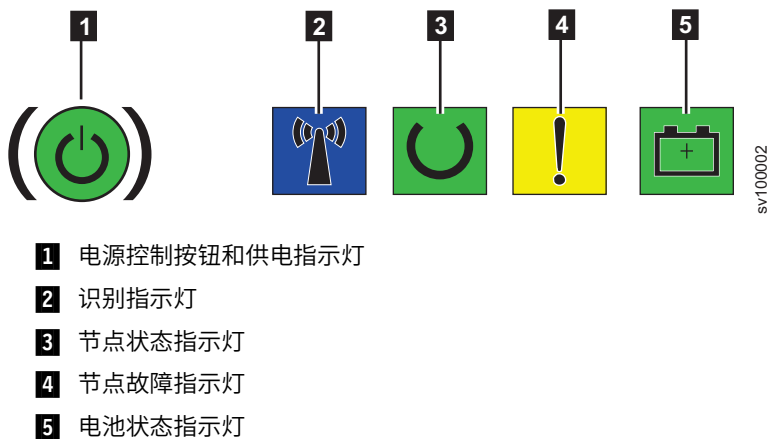 1 2 3 4 5
sv100002
1 电源控制按钮和供电指示灯
2 识别指示灯
3 节点状态指示灯
4 节点故障指示灯
5 电池状态指示灯